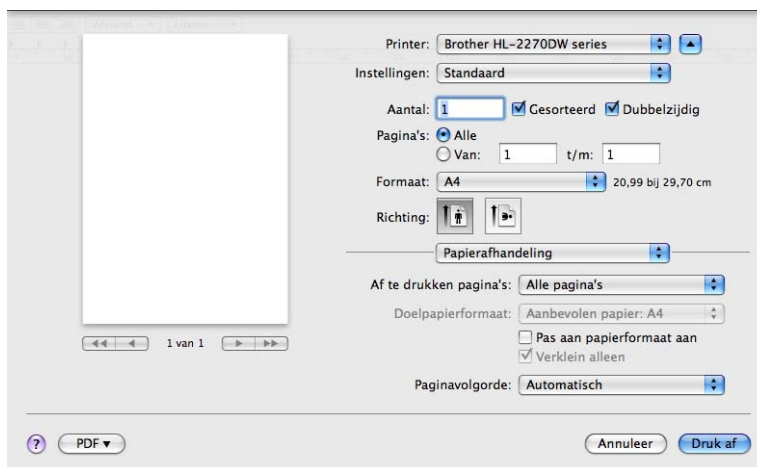 Printer: Brother HL-2270DW series
Instellingen: Standaard
Aantal: 1 Gesorteerd Dubbelzijdig
Pagina's: Alle
Van: 1 t/m: 1
Formaat: A4 20,99 bij 29,70 cm
Richting:
Papierafhandeling
Af te drukken pagina's: Alle pagina's
Doelpapierformaat: Aanbevolen papier: A4
Pas aan papierformaat aan
1 van 1
Verklein alleen
Paginavolgorde: Automatisch
? PDF Annuleer Druk af